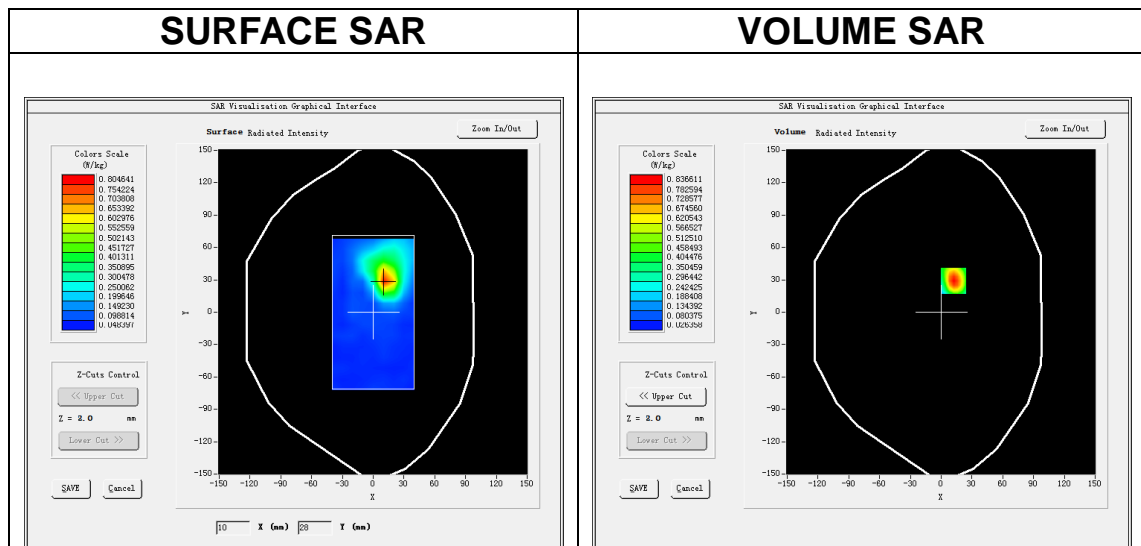 SURFACE SAR
VOLUME SAR
SAR Visualisation Graphical Interface
Surface Radiated Intensity
Zoom In/Out
Colors Scale
(W/kg)
0.804641
0.754224
0.703808
0.653392
0.602976
0.552559
0.502143
0.451727
0.401311
0.350895
0.300478
0.250062
0.199646
0.149230
0.098814
0.048397
Z-Cuts Control
<< Upper Cut
Z = 2.0 mm
Lower Cut >>
SAVE Cancel
150
120
90
60
30
0
-30
-60
-90
-120
-150
Y
-150 -120 -90 -60 -30 0 30 60 90 120 150
X
10 X (mm) 28 Y (mm)
SAR Visualisation Graphical Interface
Volume Radiated Intensity
Zoom In/Out
Colors Scale
(W/kg)
0.836611
0.782594
0.728577
0.674560
0.620543
0.566527
0.512510
0.458493
0.404476
0.350459
0.296442
0.242425
0.188408
0.134392
0.080375
0.026358
Z-Cuts Control
<< Upper Cut
Z = 2.0 mm
Lower Cut >>
SAVE Cancel
150
120
90
60
30
0
-30
-60
-90
-120
-150
Y
-150 -120 -90 -60 -30 0 30 60 90 120 150
X